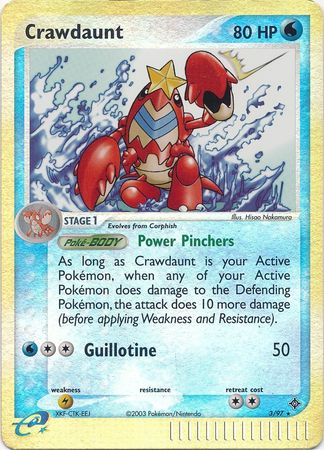 Crawdaunt 80 HP
Illus. Hisao Nakamura
STAGE 1
Evolves from Corphish
Poké-BODY Power Pinchers
As long as Crawdaunt is your Active
Pokémon, when any of your Active
Pokémon does damage to the Defending
Pokémon, the attack does 10 more damage
(before applying Weakness and Resistance).
Guillotine 50
weakness resistance retreat cost
e XKF-CTK-EEJ ©2003 Pokémon/Nintendo 3/97 ★